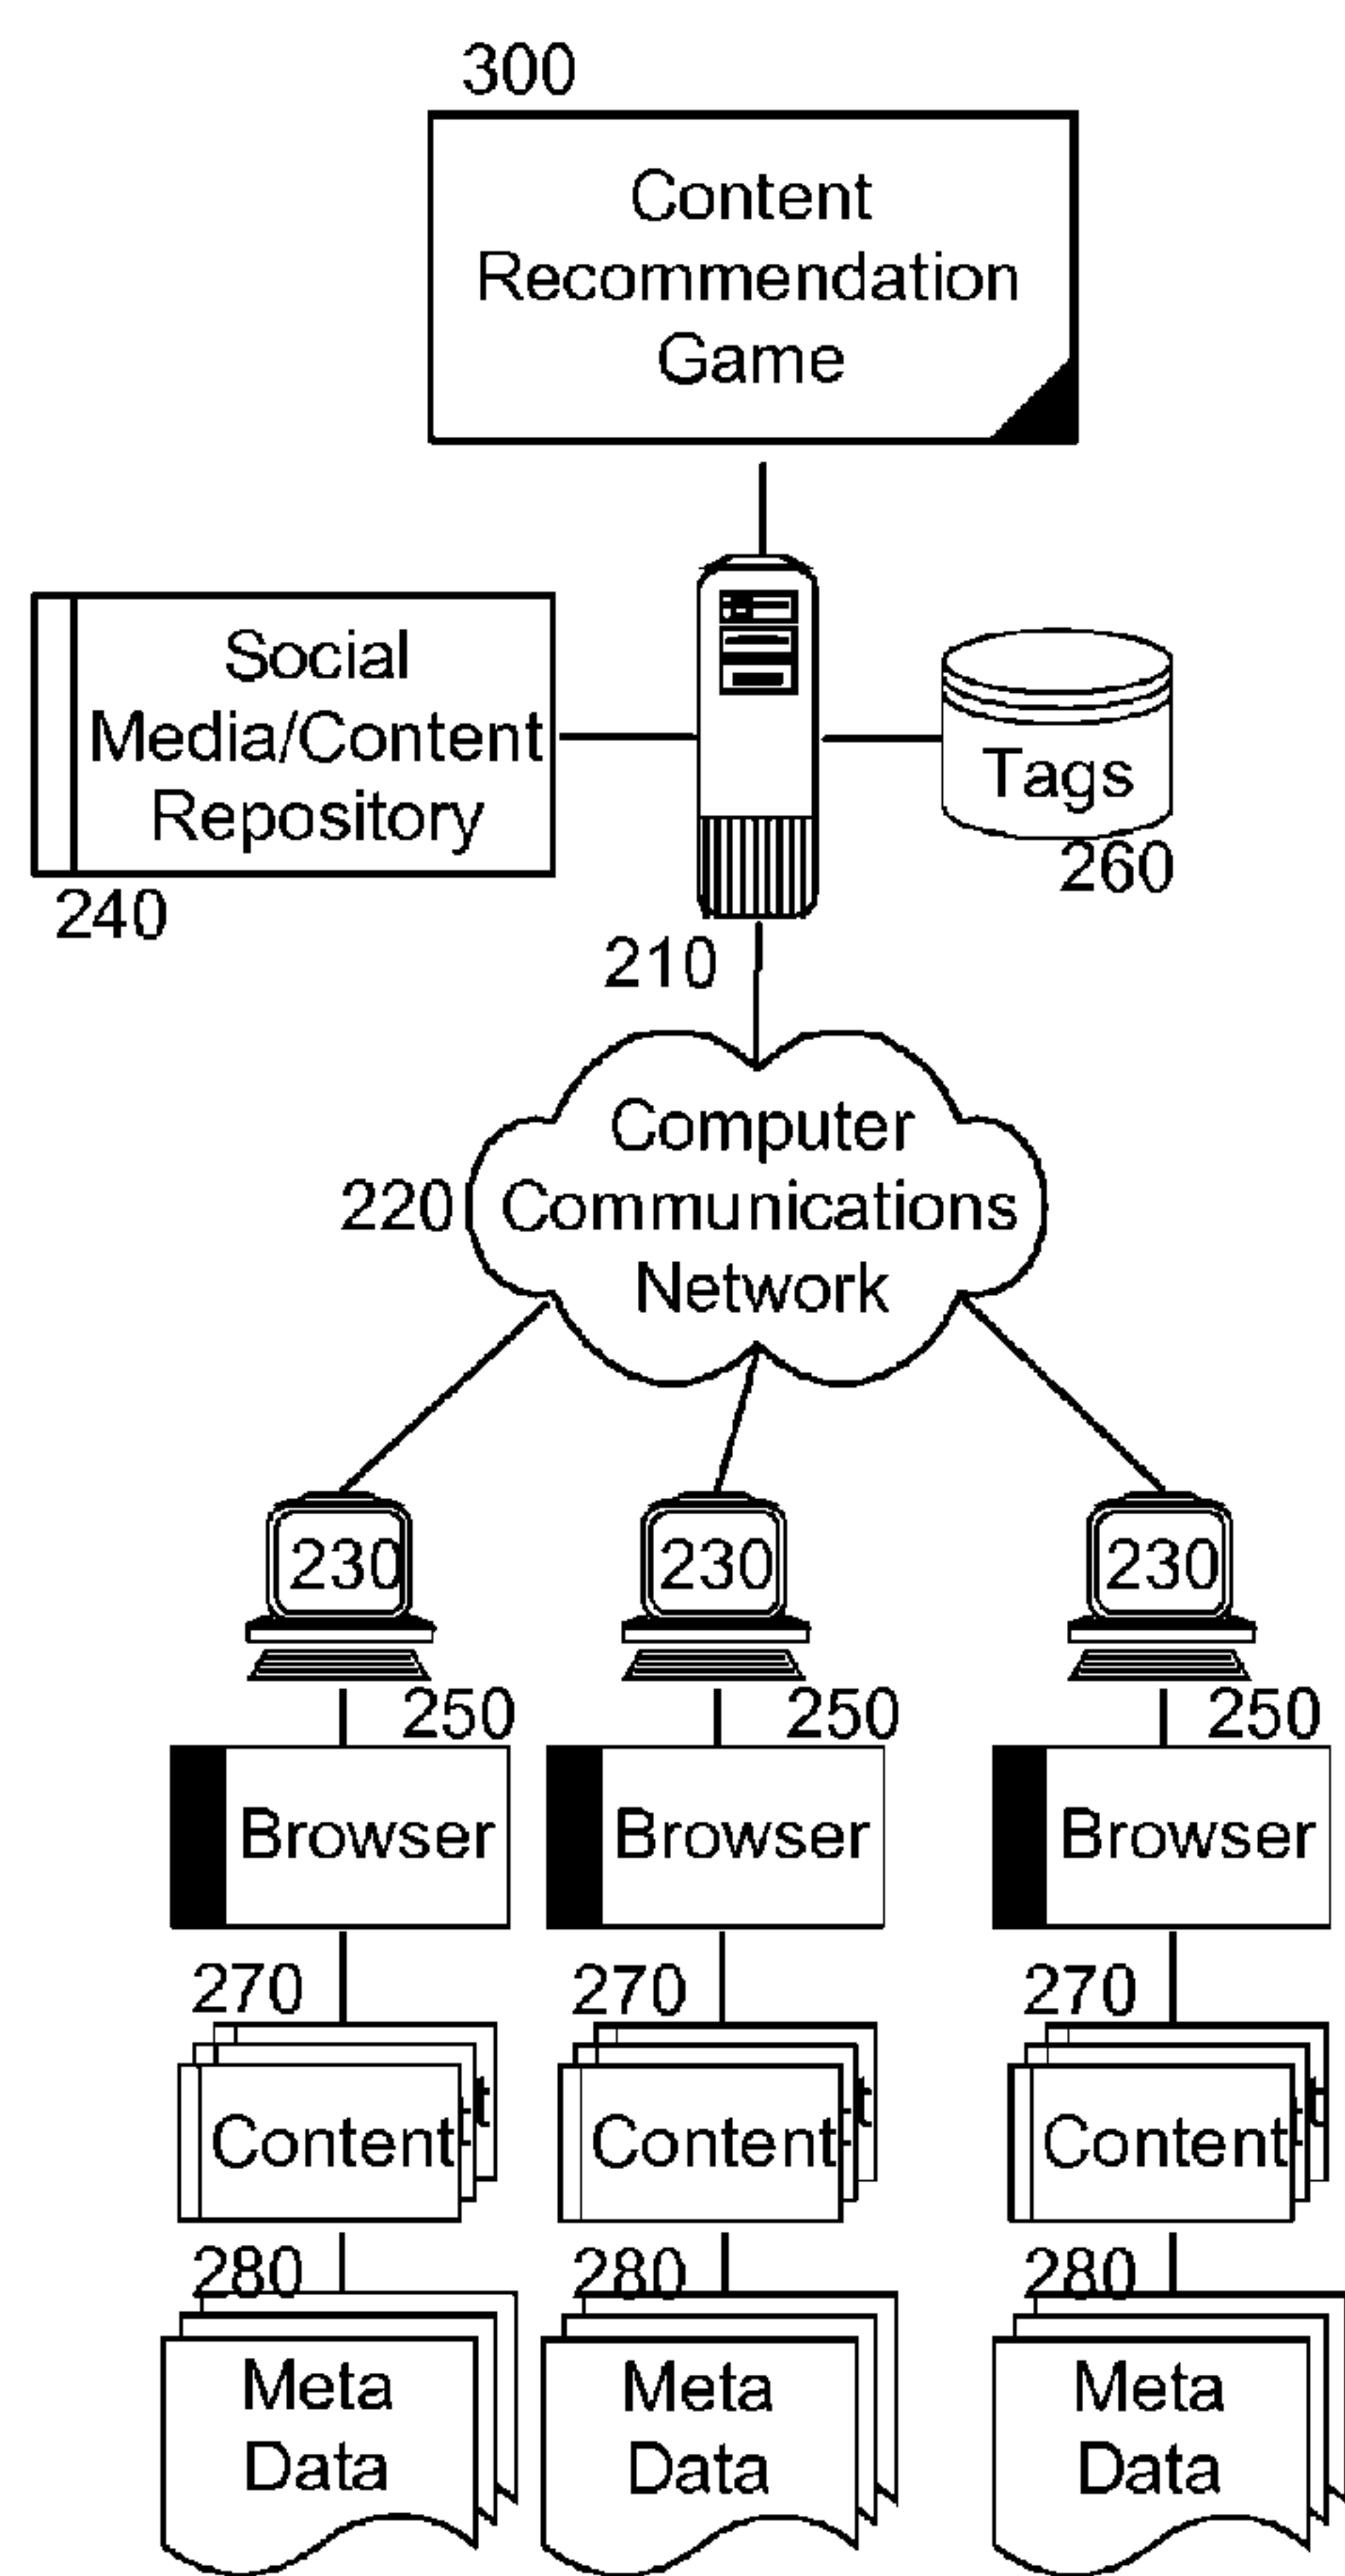 300
Content
Recommendation
Game
Social
Media/Content
Repository
240
Tags
260
210
Computer
220 Communications
Network
230 230 230
250 250 250
Browser Browser Browser
270 270 270
Content Content Content
280 280 280
Meta Meta Meta
Data Data Data